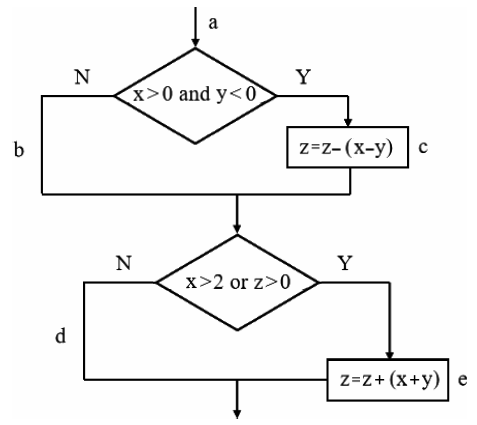 a
N
Y
x>0 and y<0
b
z=z-(x-y)
c
N
Y
x>2 or z>0
d
z=z+(x+y)
e